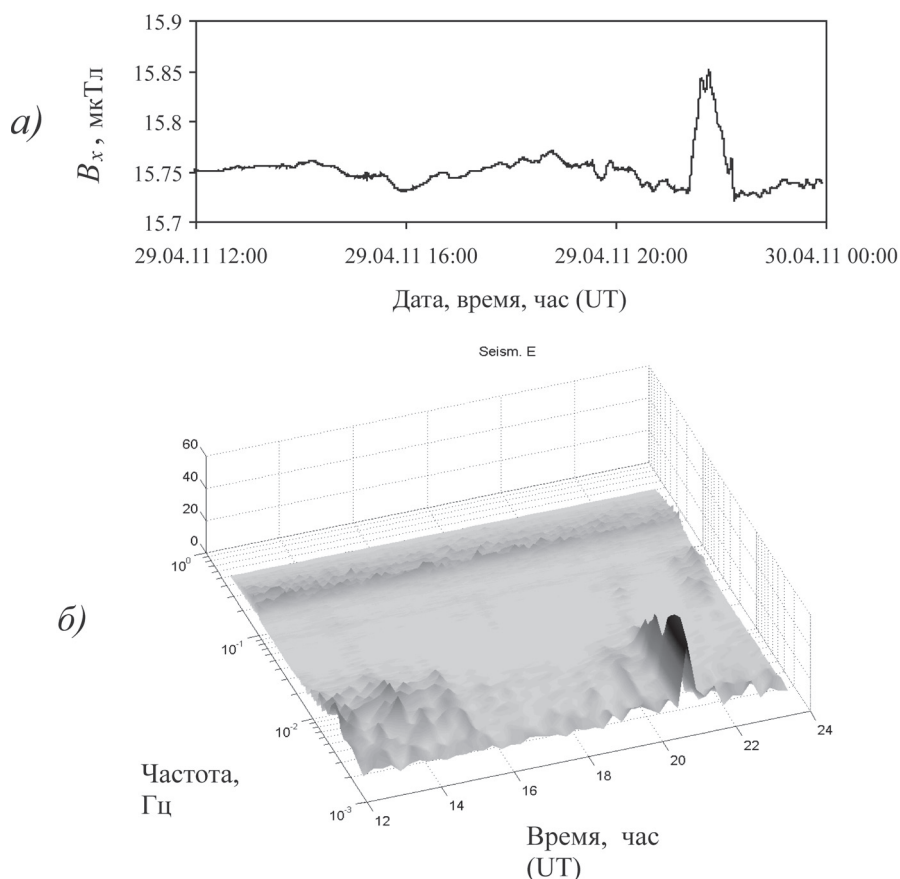 а)
B_x, мкТл
15.9
15.85
15.8
15.75
15.7
29.04.11 12:00 29.04.11 16:00 29.04.11 20:00 30.04.11 00:00
Дата, время, час (UT)
Seism. E
б)
60
40
20
0
10⁰
10⁻¹
10⁻²
10⁻³
12 14 16 18 20 22 24
Частота,
Гц
Время, час
(UT)